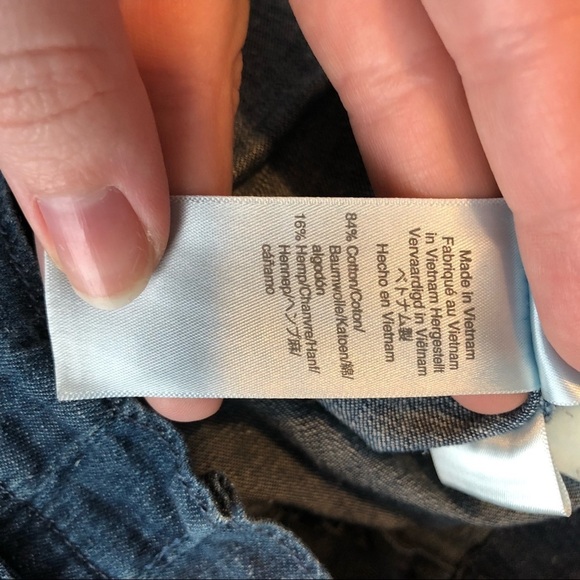 Made in Vietnam
Fabriqué au Vietnam
in Vietnam Hergestellt
Vervaardigd in Viëtnam
ベトナム製
Hecho en Vietnam
84% Cotton/Coton/
Baumwolle/Katoen/綿/
algodón
16% Hemp/Chanvre/Hanf/
Hennep/ヘンプ麻/
cáñamo